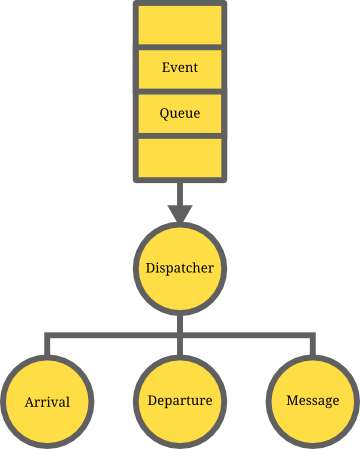 Event
Queue
Dispatcher
Arrival
Departure
Message